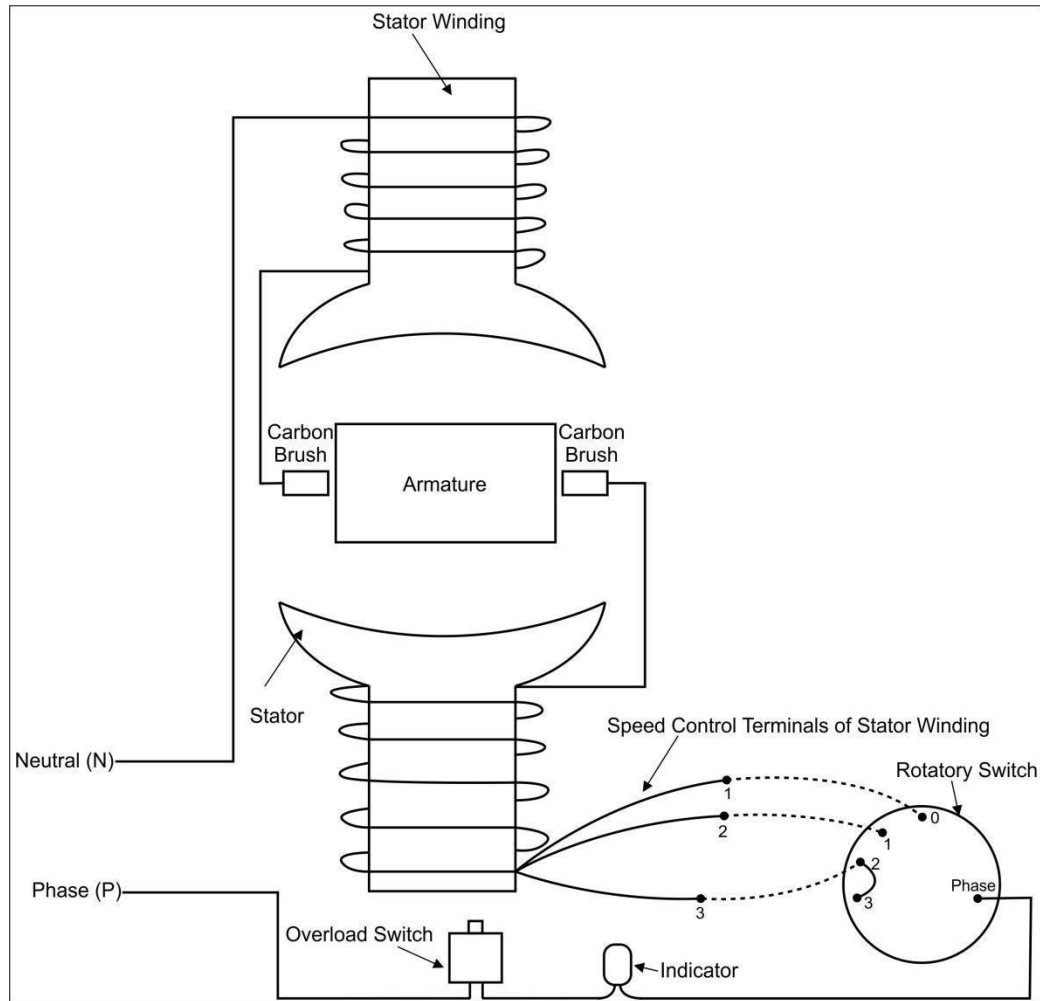 Stator Winding
Carbon
Brush
Carbon
Brush
Armature
Stator
Speed Control Terminals of Stator Winding
Neutral (N)
Rotatory Switch
1
0
2
1
2
Phase (P)
Phase
3
3
Overload Switch
Indicator